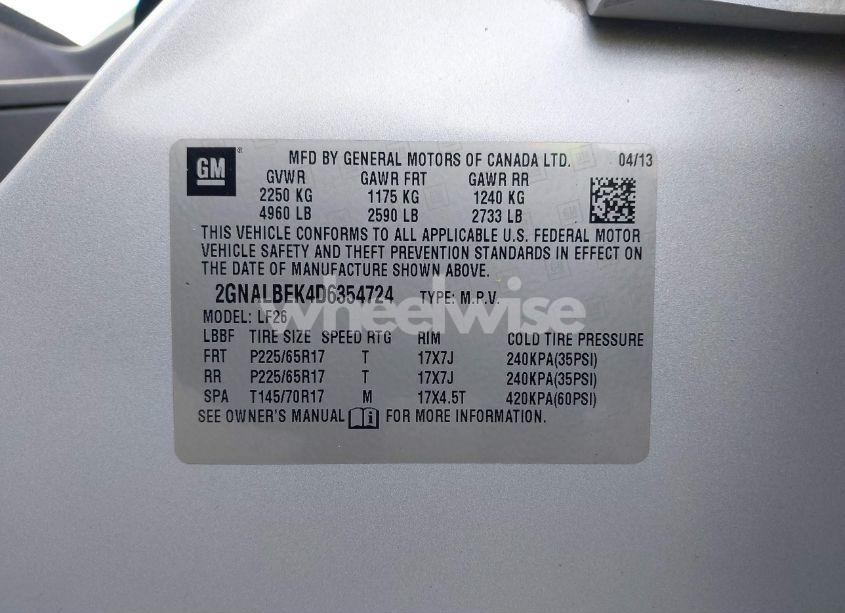 GM
MFD BY GENERAL MOTORS OF CANADA LTD. 04/13
GVWR GAWR FRT GAWR RR
2250 KG 1175 KG 1240 KG
4960 LB 2590 LB 2733 LB
THIS VEHICLE CONFORMS TO ALL APPLICABLE U.S. FEDERAL MOTOR
VEHICLE SAFETY AND THEFT PREVENTION STANDARDS IN EFFECT ON
THE DATE OF MANUFACTURE SHOWN ABOVE.
2GNALBEK4D6354724 TYPE: M.P.V.
wheelwise
MODEL: LF26
LBBF TIRE SIZE SPEED RTG RIM COLD TIRE PRESSURE
FRT P225/65R17 T 17X7J 240KPA(35PSI)
RR P225/65R17 T 17X7J 240KPA(35PSI)
SPA T145/70R17 M 17X4.5T 420KPA(60PSI)
SEE OWNER'S MANUAL FOR MORE INFORMATION.